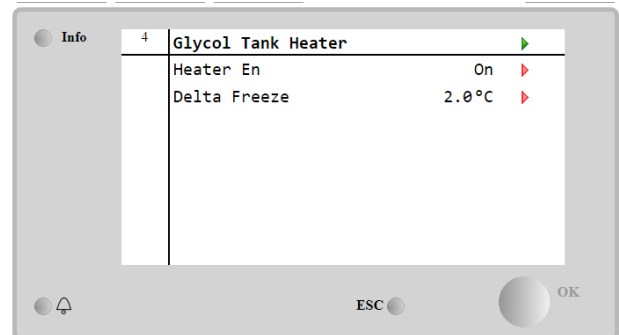 Info
4 Glycol Tank Heater
Heater En On
Delta Freeze 2.0°C
ESC
OK